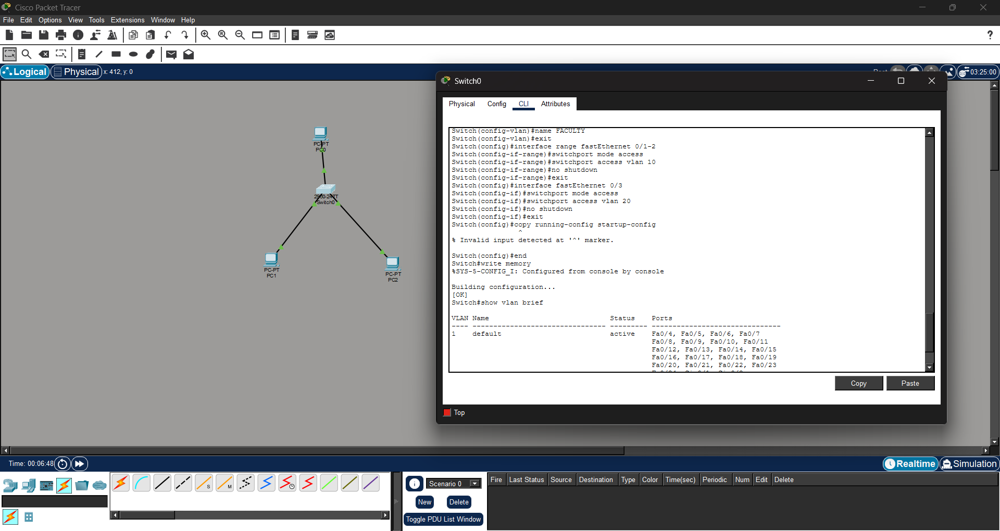 Cisco Packet Tracer
File Edit Options View Tools Extensions Window Help
?
Logical Physical x: 412, y: 0
03:25:00
Switch0
Physical Config CLI Attributes
Switch(config-vlan)#name FACULTY
Switch(config-vlan)#exit
Switch(config)#interface range fastEthernet 0/1-2
Switch(config-if-range)#switchport mode access
Switch(config-if-range)#switchport access vlan 10
Switch(config-if-range)#no shutdown
Switch(config-if-range)#exit
Switch(config)#interface fastEthernet 0/3
Switch(config-if)#switchport mode access
Switch(config-if)#switchport access vlan 20
Switch(config-if)#no shutdown
Switch(config-if)#exit
Switch(config)#copy running-config startup-config
^
% Invalid input detected at '^' marker.
Switch(config)#end
Switch#write memory
%SYS-5-CONFIG_I: Configured from console by console
Building configuration...
[OK]
Switch#show vlan brief
VLAN Name Status Ports
---- -------------------------------- --------- -------------------------------
1 default active Fa0/4, Fa0/5, Fa0/6, Fa0/7
Fa0/8, Fa0/9, Fa0/10, Fa0/11
Fa0/12, Fa0/13, Fa0/14, Fa0/15
Fa0/16, Fa0/17, Fa0/18, Fa0/19
Fa0/20, Fa0/21, Fa0/22, Fa0/23
Copy Paste
Top
PC-PT
PC0
2960-24TT
Switch0
PC-PT
PC1
PC-PT
PC2
Time: 00:06:48
Realtime Simulation
S M
Scenario 0
New Delete
Toggle PDU List Window
Fire Last Status Source Destination Type Color Time(sec) Periodic Num Edit Delete